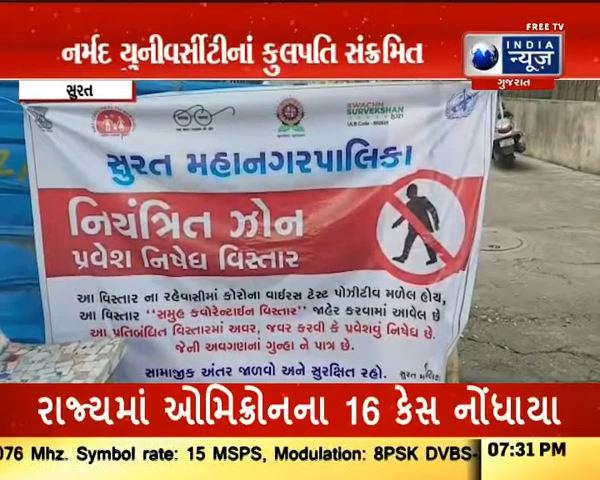 નર્મદ યુનીવર્સીટીનાં કુલપતિ સંક્રમિત
FREE TV
INDIA
ન્યૂઝ
ગુજરાત
સુરત
SWACHH
SURVEKSHAN
સુરત મહાનગરપાલિકા
નિયંત્રિત ઝોન
પ્રવેશ નિષેધ વિસ્તાર
આ વિસ્તાર ના રહેવાસીમાં કોરોના વાઈરસ ટેસ્ટ પોઝીટીવ મળેલ હોય,
આ વિસ્તાર "સમુહ કવોરેન્ટાઈન વિસ્તાર" જાહેર કરવામાં આવેલ છે
આ પ્રતિબંધિત વિસ્તારમાં અવર, જવર કરવી કે પ્રવેશવું નિષેધ છે.
જેની અવગણનાં ગુન્હા ને પાત્ર છે.
સામાજીક અંતર જાળવો અને સુરક્ષિત રહો.
સુરત
રાજ્યમાં ઓમિક્રોનના 16 કેસ નોંધાયા
076 Mhz. Symbol rate: 15 MSPS, Modulation: 8PSK DVBS-
07:31 PM